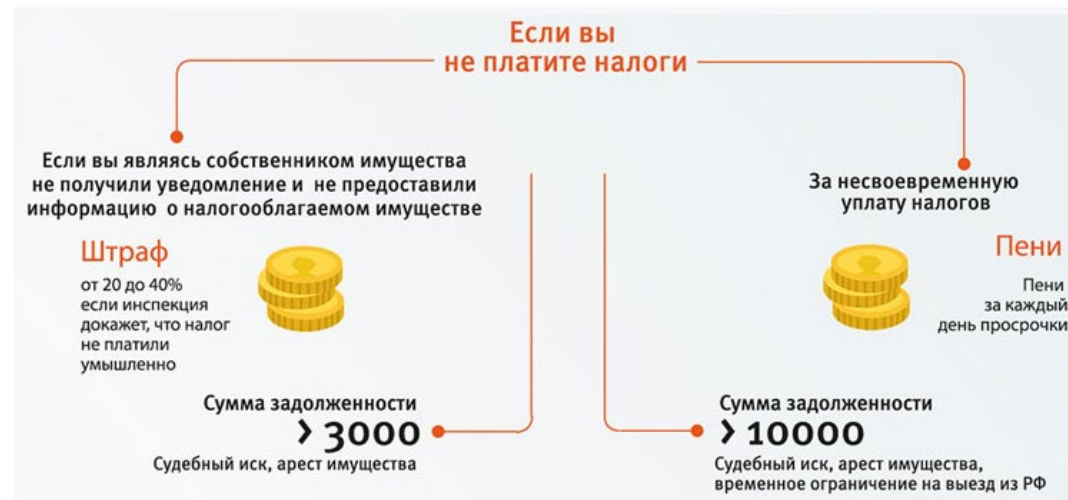 Если вы
не платите налоги
Если вы являясь собственником имущества
не получили уведомление и не предоставили
информацию о налогооблагаемом имуществе
Штраф
от 20 до 40%
если инспекция
докажет, что налог
не платили
умышленно
За несвоевременную
уплату налогов
Пени
Пени
за каждый
день просрочки
Сумма задолженности
> 3000
Судебный иск, арест имущества
Сумма задолженности
> 10000
Судебный иск, арест имущества,
временное ограничение на выезд из РФ